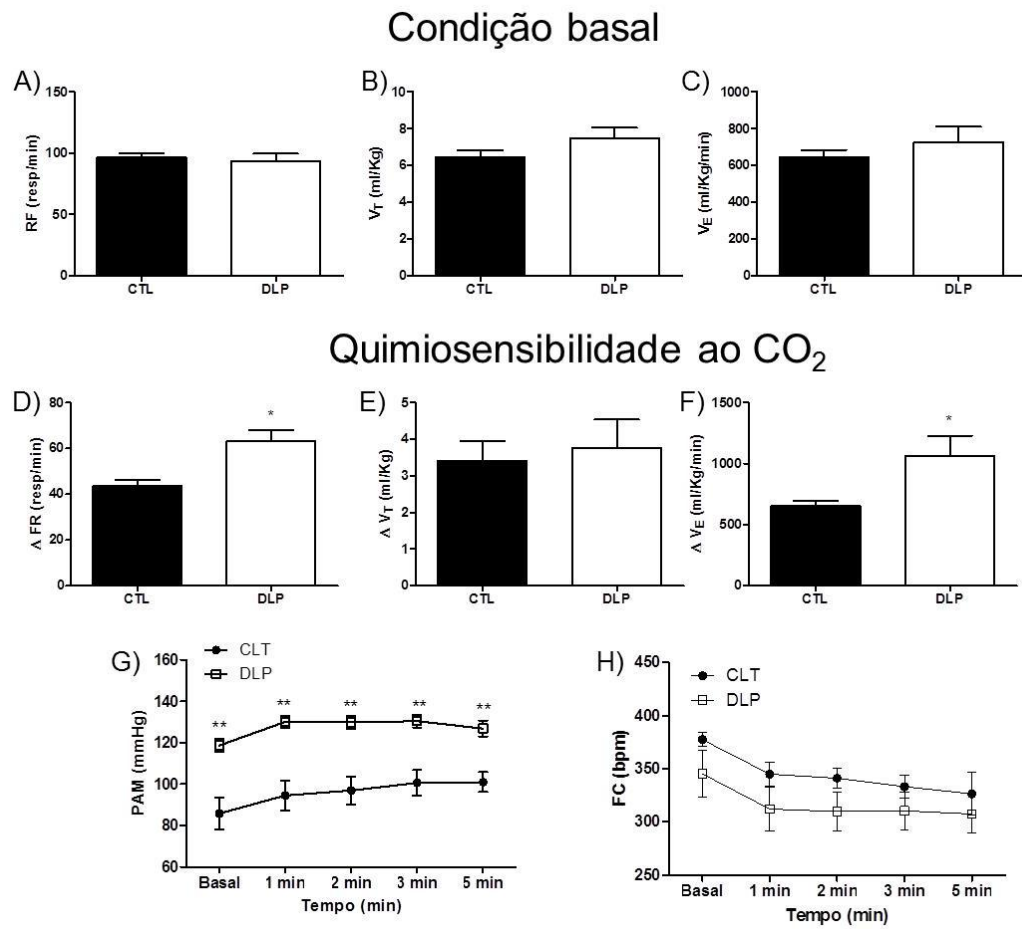 Condição basal
A)
150
100
50
0
RF (resp/min)
CTL
DLP
B)
10
8
6
4
2
0
VT (ml/Kg)
CTL
DLP
C)
1000
800
600
400
200
0
VE (ml/Kg/min)
CTL
DLP
Quimiosensibilidade ao CO2
D)
80
60
40
20
0
Δ FR (resp/min)
*
CTL
DLP
E)
5
4
3
2
1
0
Δ VT (ml/Kg)
CTL
DLP
F)
1500
1000
500
0
Δ VE (ml/Kg/min)
*
CTL
DLP
G)
CLT
DLP
160
140
120
100
80
60
PAM (mmHg)
** ** ** ** **
Basal 1 min 2 min 3 min 5 min
Tempo (min)
H)
CLT
DLP
450
400
350
300
250
FC (bpm)
Basal 1 min 2 min 3 min 5 min
Tempo (min)